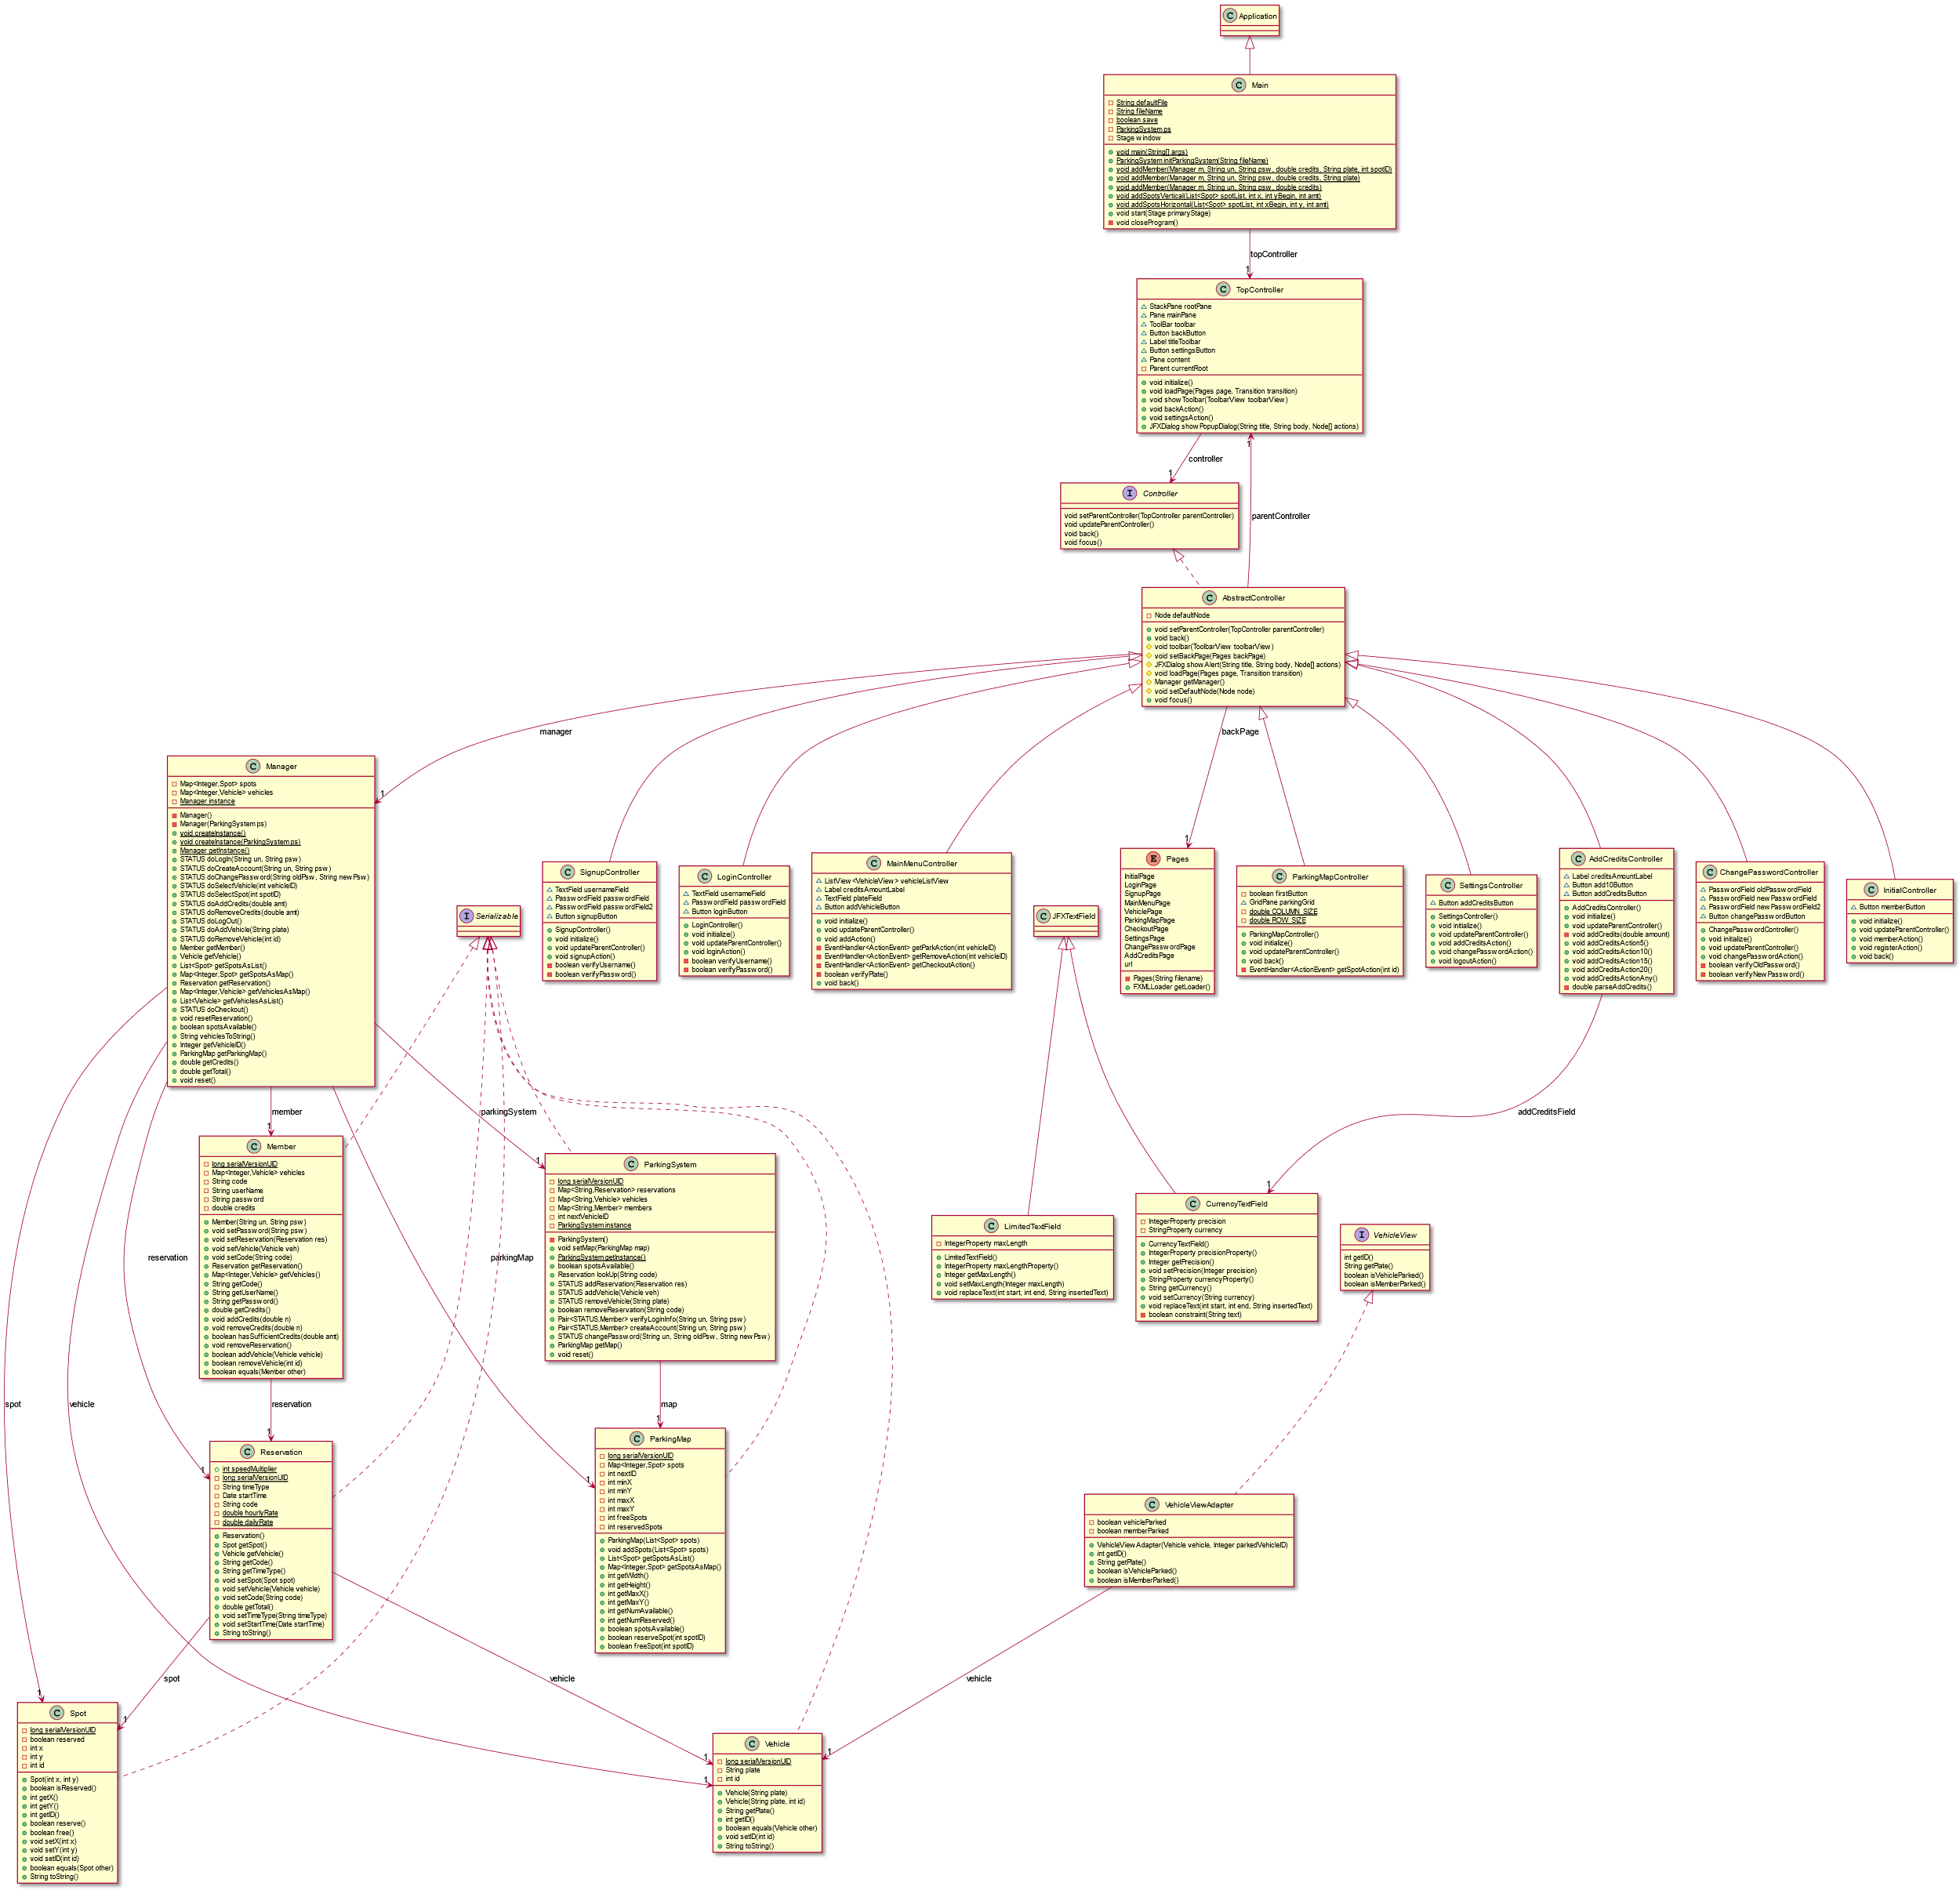 Application
Main
String defaultFile
String fileName
boolean save
ParkingSystem ps
Stage window
void main(String[] args)
ParkingSystem initParkingSystem(String fileName)
void addMember(Manager m, String un, String psw, double credits, String plate, int spotID)
void addMember(Manager m, String un, String psw, double credits, String plate)
void addMember(Manager m, String un, String psw, double credits)
void addSpotsVertical(List<Spot> spotList, int x, int yBegin, int amt)
void addSpotsHorizontal(List<Spot> spotList, int xBegin, int y, int amt)
void start(Stage primaryStage)
void closeProgram()
topController
1
TopController
StackPane rootPane
Pane mainPane
ToolBar toolbar
Button backButton
Label titleToolbar
Button settingsButton
Pane content
Parent currentRoot
void initialize()
void loadPage(Pages page, Transition transition)
void showToolbar(ToolbarView toolbarView)
void backAction()
void settingsAction()
JFXDialog showPopupDialog(String title, String body, Node[] actions)
1
controller
1
Controller
void setParentController(TopController parentController)
void updateParentController()
void back()
void focus()
parentController
AbstractController
Node defaultNode
void setParentController(TopController parentController)
void back()
void toolbar(ToolbarView toolbarView)
void setBackPage(Pages backPage)
JFXDialog showAlert(String title, String body, Node[] actions)
void loadPage(Pages page, Transition transition)
Manager getManager()
void setDefaultNode(Node node)
void focus()
manager
1
backPage
1
Manager
Map<Integer,Spot> spots
Map<Integer,Vehicle> vehicles
Manager instance
Manager()
Manager(ParkingSystem ps)
void createInstance()
void createInstance(ParkingSystem ps)
Manager getInstance()
STATUS doLogIn(String un, String psw)
STATUS doCreateAccount(String un, String psw)
STATUS doChangePassword(String oldPsw, String newPsw)
STATUS doSelectVehicle(int vehicleID)
STATUS doSelectSpot(int spotID)
STATUS doAddCredits(double amt)
STATUS doRemoveCredits(double amt)
STATUS doLogOut()
STATUS doAddVehicle(String plate)
STATUS doRemoveVehicle(int id)
Member getMember()
Vehicle getVehicle()
List<Spot> getSpotsAsList()
Map<Integer,Spot> getSpotsAsMap()
Reservation getReservation()
Map<Integer,Vehicle> getVehiclesAsMap()
List<Vehicle> getVehiclesAsList()
STATUS doCheckout()
void resetReservation()
boolean spotsAvailable()
String vehiclesToString()
Integer getVehicleID()
ParkingMap getParkingMap()
double getCredits()
double getTotal()
void reset()
Serializable
SignupController
TextField usernameField
PasswordField passwordField
PasswordField passwordField2
Button signupButton
SignupController()
void initialize()
void updateParentController()
void signupAction()
boolean verifyUsername()
boolean verifyPassword()
LoginController
TextField usernameField
PasswordField passwordField
Button loginButton
LoginController()
void initialize()
void updateParentController()
void loginAction()
boolean verifyUsername()
boolean verifyPassword()
MainMenuController
ListView<VehicleView> vehicleListView
Label creditsAmountLabel
TextField plateField
Button addVehicleButton
void initialize()
void updateParentController()
void addAction()
EventHandler<ActionEvent> getParkAction(int vehicleID)
EventHandler<ActionEvent> getRemoveAction(int vehicleID)
EventHandler<ActionEvent> getCheckoutAction()
boolean verifyPlate()
void back()
JFXTextField
Pages
InitialPage
LoginPage
SignupPage
MainMenuPage
VehiclePage
ParkingMapPage
CheckoutPage
SettingsPage
ChangePasswordPage
AddCreditsPage
url
Pages(String filename)
FXMLLoader getLoader()
ParkingMapController
boolean firstButton
GridPane parkingGrid
double COLUMN_SIZE
double ROW_SIZE
ParkingMapController()
void initialize()
void updateParentController()
void back()
EventHandler<ActionEvent> getSpotAction(int id)
SettingsController
Button addCreditsButton
SettingsController()
void initialize()
void updateParentController()
void addCreditsAction()
void changePasswordAction()
void logoutAction()
AddCreditsController
Label creditsAmountLabel
Button add10Button
Button addCreditsButton
AddCreditsController()
void initialize()
void updateParentController()
void addCredits(double amount)
void addCreditsAction5()
void addCreditsAction10()
void addCreditsAction15()
void addCreditsAction20()
void addCreditsActionAny()
double parseAddCredits()
ChangePasswordController
PasswordField oldPasswordField
PasswordField newPasswordField
PasswordField newPasswordField2
Button changePasswordButton
ChangePasswordController()
void initialize()
void updateParentController()
void changePasswordAction()
boolean verifyOldPassword()
boolean verifyNewPassword()
InitialController
Button memberButton
void initialize()
void updateParentController()
void memberAction()
void registerAction()
void back()
member
1
parkingSystem
1
addCreditsField
1
Member
long serialVersionUID
Map<Integer,Vehicle> vehicles
String code
String userName
String password
double credits
Member(String un, String psw)
void setPassword(String psw)
void setReservation(Reservation res)
void setVehicle(Vehicle veh)
void setCode(String code)
Reservation getReservation()
Map<Integer,Vehicle> getVehicles()
String getCode()
String getUserName()
String getPassword()
double getCredits()
void addCredits(double n)
void removeCredits(double n)
boolean hasSufficientCredits(double amt)
void removeReservation()
boolean addVehicle(Vehicle vehicle)
boolean removeVehicle(int id)
boolean equals(Member other)
ParkingSystem
long serialVersionUID
Map<String,Reservation> reservations
Map<String,Vehicle> vehicles
Map<String,Member> members
int nextVehicleID
ParkingSystem instance
ParkingSystem()
void setMap(ParkingMap map)
ParkingSystem getInstance()
boolean spotsAvailable()
Reservation lookUp(String code)
STATUS addReservation(Reservation res)
STATUS addVehicle(Vehicle veh)
STATUS removeVehicle(String plate)
boolean removeReservation(String code)
Pair<STATUS,Member> verifyLoginInfo(String un, String psw)
Pair<STATUS,Member> createAccount(String un, String psw)
STATUS changePassword(String un, String oldPsw, String newPsw)
ParkingMap getMap()
void reset()
LimitedTextField
IntegerProperty maxLength
LimitedTextField()
IntegerProperty maxLengthProperty()
Integer getMaxLength()
void setMaxLength(Integer maxLength)
void replaceText(int start, int end, String insertedText)
CurrencyTextField
IntegerProperty precision
StringProperty currency
CurrencyTextField()
IntegerProperty precisionProperty()
Integer getPrecision()
void setPrecision(Integer precision)
StringProperty currencyProperty()
String getCurrency()
void setCurrency(String currency)
void replaceText(int start, int end, String insertedText)
boolean constraint(String text)
VehicleView
int getID()
String getPlate()
boolean isVehicleParked()
boolean isMemberParked()
reservation
parkingMap
spot
vehicle
reservation
1
map
1
1
1
Reservation
int speedMultiplier
long serialVersionUID
String timeType
Date startTime
String code
double hourlyRate
double dailyRate
Reservation()
Spot getSpot()
Vehicle getVehicle()
String getCode()
String getTimeType()
void setSpot(Spot spot)
void setVehicle(Vehicle vehicle)
void setCode(String code)
double getTotal()
void setTimeType(String timeType)
void setStartTime(Date startTime)
String toString()
ParkingMap
long serialVersionUID
Map<Integer,Spot> spots
int nextID
int minX
int minY
int maxX
int maxY
int freeSpots
int reservedSpots
ParkingMap(List<Spot> spots)
void addSpots(List<Spot> spots)
List<Spot> getSpotsAsList()
Map<Integer,Spot> getSpotsAsMap()
int getWidth()
int getHeight()
int getMaxX()
int getMaxY()
int getNumAvailable()
int getNumReserved()
boolean spotsAvailable()
boolean reserveSpot(int spotID)
boolean freeSpot(int spotID)
VehicleViewAdapter
boolean vehicleParked
boolean memberParked
VehicleViewAdapter(Vehicle vehicle, Integer parkedVehicleID)
int getID()
String getPlate()
boolean isVehicleParked()
boolean isMemberParked()
spot
vehicle
vehicle
1
1
1
1
1
Spot
long serialVersionUID
boolean reserved
int x
int y
int id
Spot(int x, int y)
boolean isReserved()
int getX()
int getY()
int getID()
boolean reserve()
boolean free()
void setX(int x)
void setY(int y)
void setID(int id)
boolean equals(Spot other)
String toString()
Vehicle
long serialVersionUID
String plate
int id
Vehicle(String plate)
Vehicle(String plate, int id)
String getPlate()
int getID()
boolean equals(Vehicle other)
void setID(int id)
String toString()